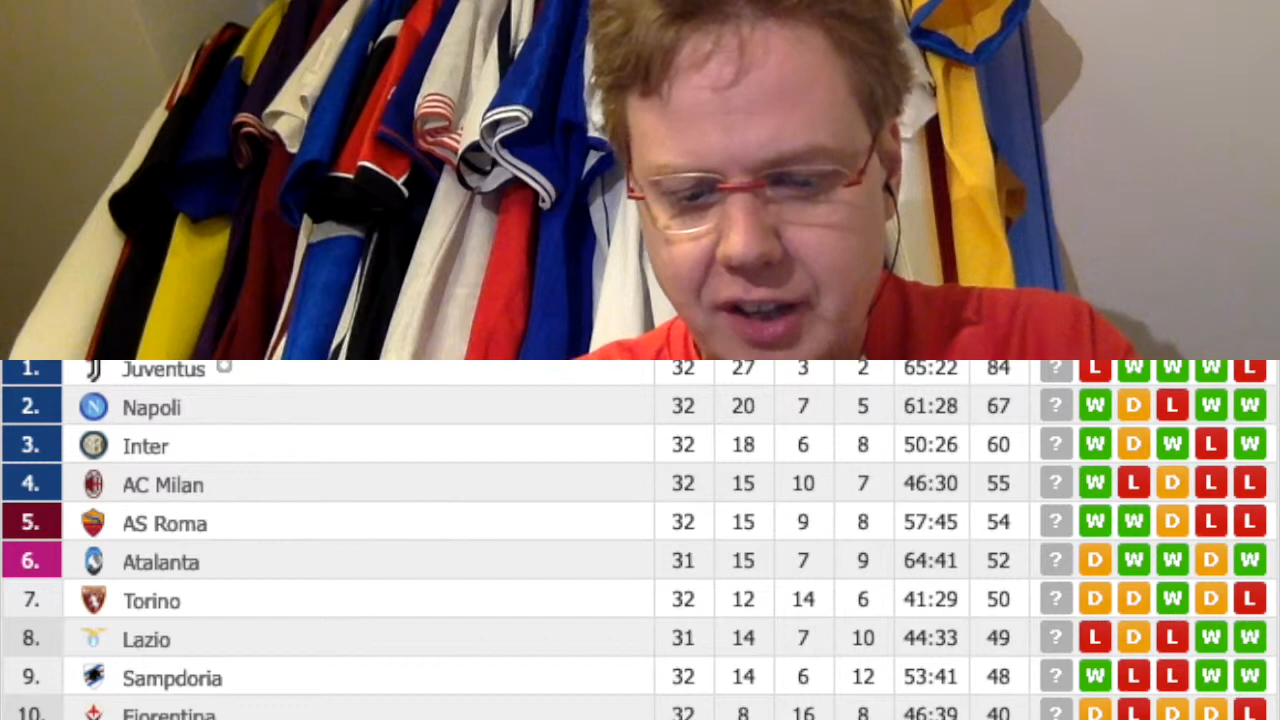 1. Juventus 32 27 3 2 65:22 84 ? L W W W L
2. Napoli 32 20 7 5 61:28 67 ? W D L W W
3. Inter 32 18 6 8 50:26 60 ? W D W L W
4. AC Milan 32 15 10 7 46:30 55 ? W L D L L
5. AS Roma 32 15 9 8 57:45 54 ? W W D L L
6. Atalanta 31 15 7 9 64:41 52 ? D W W D W
7. Torino 32 12 14 6 41:29 50 ? D D W D L
8. Lazio 31 14 7 10 44:33 49 ? L D L W W
9. Sampdoria 32 14 6 12 53:41 48 ? W L L W W
10. Fiorentina 32 8 16 8 46:39 40 ? D L D D L